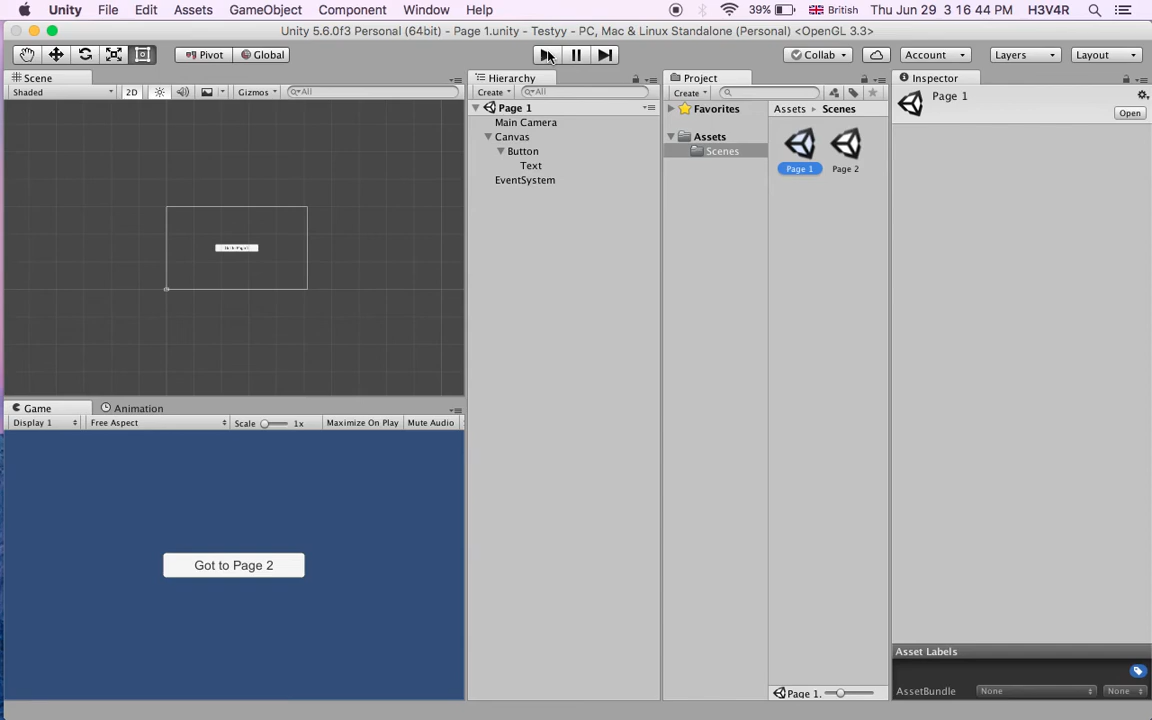 Unity File Edit Assets GameObject Component Window Help 39% British Thu Jun 29 3 16 44 PM H3V4R
Unity 5.6.0f3 Personal (64bit) - Page 1.unity - Testyy - PC, Mac & Linux Standalone (Personal) <OpenGL 3.3>
Pivot Global Collab Account Layers Layout
Scene
Shaded 2D Gizmos All
Hierarchy
Create All
Page 1
Main Camera
Canvas
Button
Text
EventSystem
Project
Create
Favorites
Assets
Scenes
Assets Scenes
Page 1 Page 2
Page 1.
Inspector
Page 1
Open
Game Animation
Display 1 Free Aspect Scale 1x Maximize On Play Mute Audio
Got to Page 2
Asset Labels
AssetBundle None None